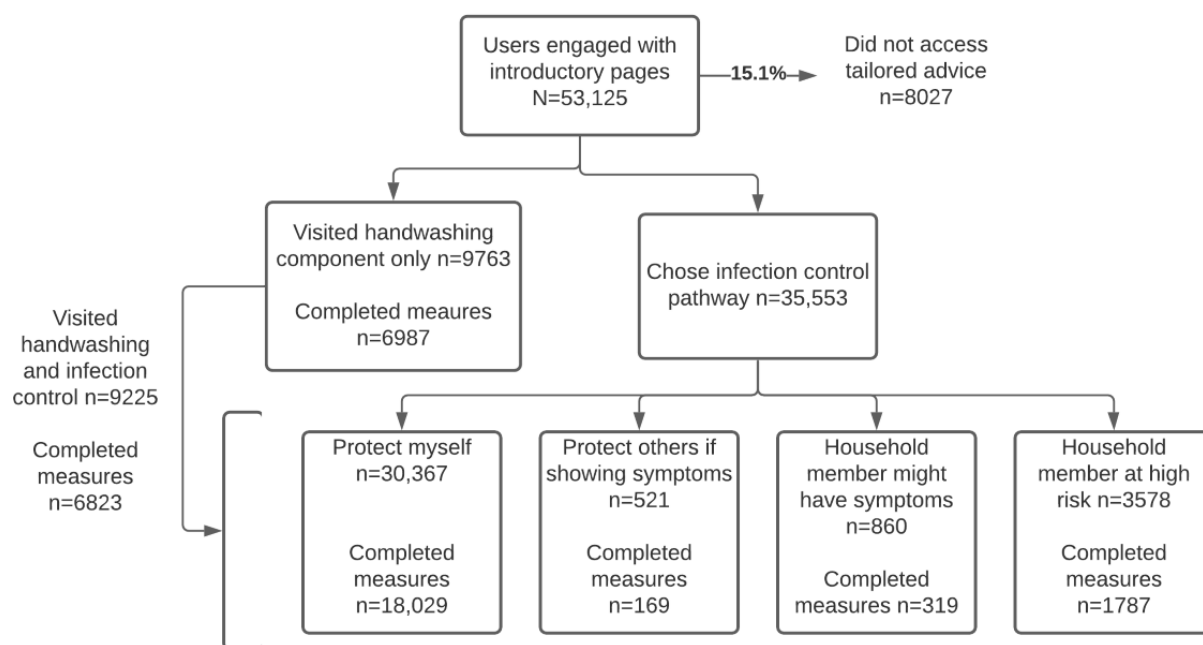 Users engaged with
introductory pages
N=53,125
15.1%
Did not access
tailored advice
n=8027
Visited handwashing
component only n=9763
Completed meaures
n=6987
Chose infection control
pathway n=35,553
Visited
handwashing
and infection
control n=9225
Completed
measures
n=6823
Protect myself
n=30,367
Completed
measures
n=18,029
Protect others if
showing symptoms
n=521
Completed
measures
n=169
Household
member might
have symptoms
n=860
Completed
measures n=319
Household
member at high
risk n=3578
Completed
measures
n=1787